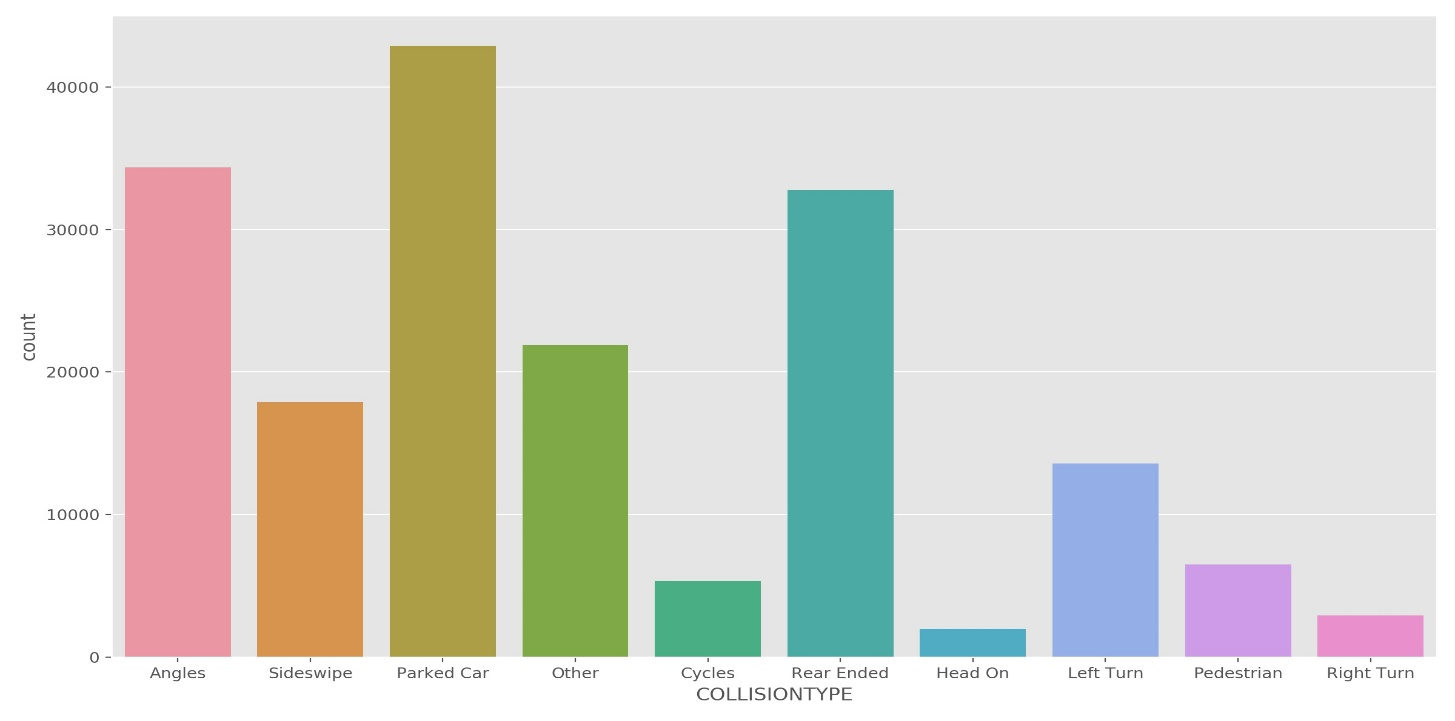 count
40000
30000
20000
10000
0
Angles Sideswipe Parked Car Other Cycles Rear Ended Head On Left Turn Pedestrian Right Turn
COLLISIONTYPE